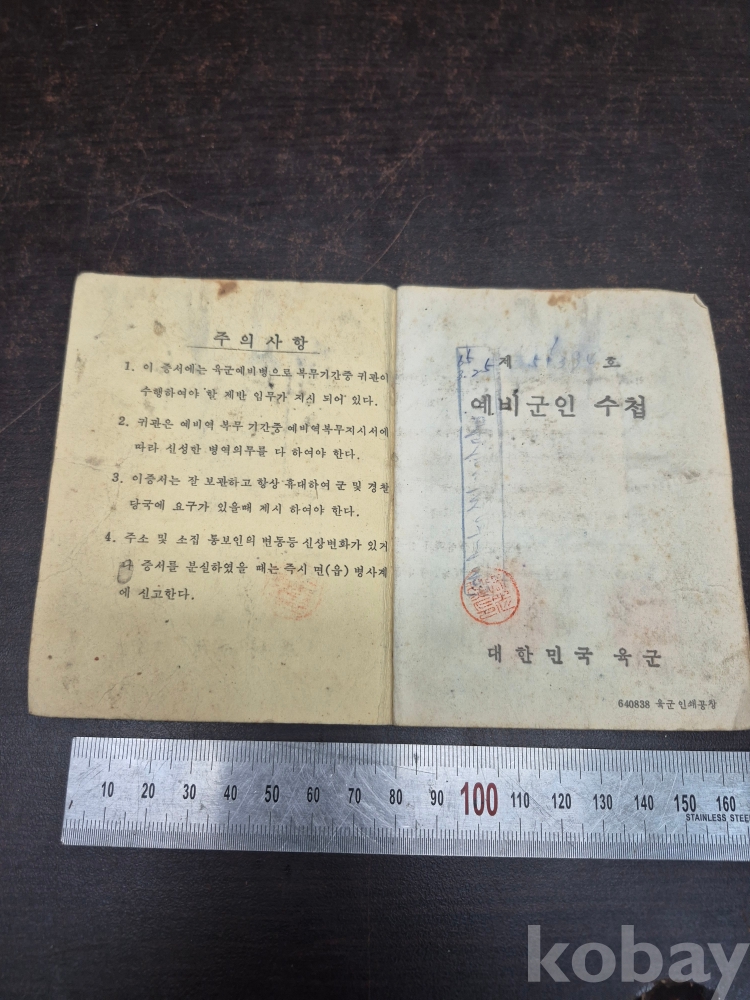 주의사항
1. 이 증서에는 육군예비병으로 복무기간중 귀관이
수행하여야 할 제반 임무가 지시 되어 있다.
2. 귀관은 예비역 복무 기간중 예비역복무지시서에
따라 신성한 병역의무를 다 하여야 한다.
3. 이증서는 잘 보관하고 항상 휴대하여 군 및 경찰
당국에 요구가 있을때 제시 하여야 한다.
4. 주소 및 소집 통보인의 변동등 신상변화가 있거
나 증서를 분실하였을 때는 즉시 면(읍) 병사계
에 신고한다.
제 호
예비군인 수첩
대한민국 육군
640838 육군인쇄공창
10 20 30 40 50 60 70 80 90 100 110 120 130 140 150 160
STAINLESS STEE
kobay